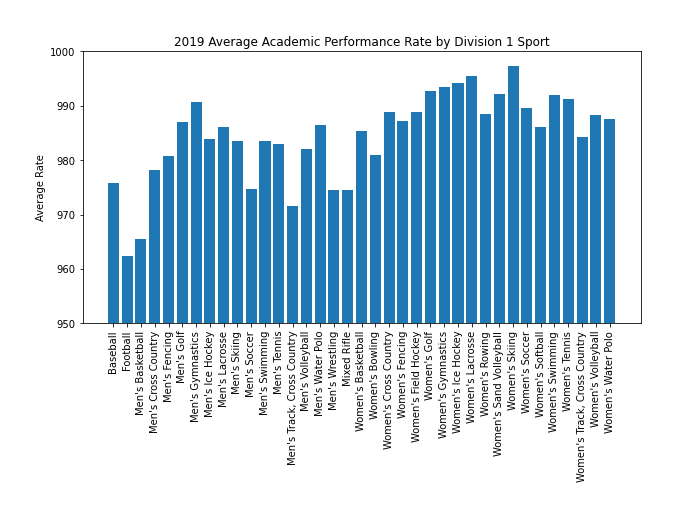 2019 Average Academic Performance Rate by Division 1 Sport
1000
990
980
970
960
950
Average Rate
Baseball
Football
Men's Basketball
Men's Cross Country
Men's Fencing
Men's Golf
Men's Gymnastics
Men's Ice Hockey
Men's Lacrosse
Men's Skiing
Men's Soccer
Men's Swimming
Men's Tennis
Men's Track, Cross Country
Men's Volleyball
Men's Water Polo
Men's Wrestling
Mixed Rifle
Women's Basketball
Women's Bowling
Women's Cross Country
Women's Fencing
Women's Field Hockey
Women's Golf
Women's Gymnastics
Women's Ice Hockey
Women's Lacrosse
Women's Rowing
Women's Sand Volleyball
Women's Skiing
Women's Soccer
Women's Softball
Women's Swimming
Women's Tennis
Women's Track, Cross Country
Women's Volleyball
Women's Water Polo